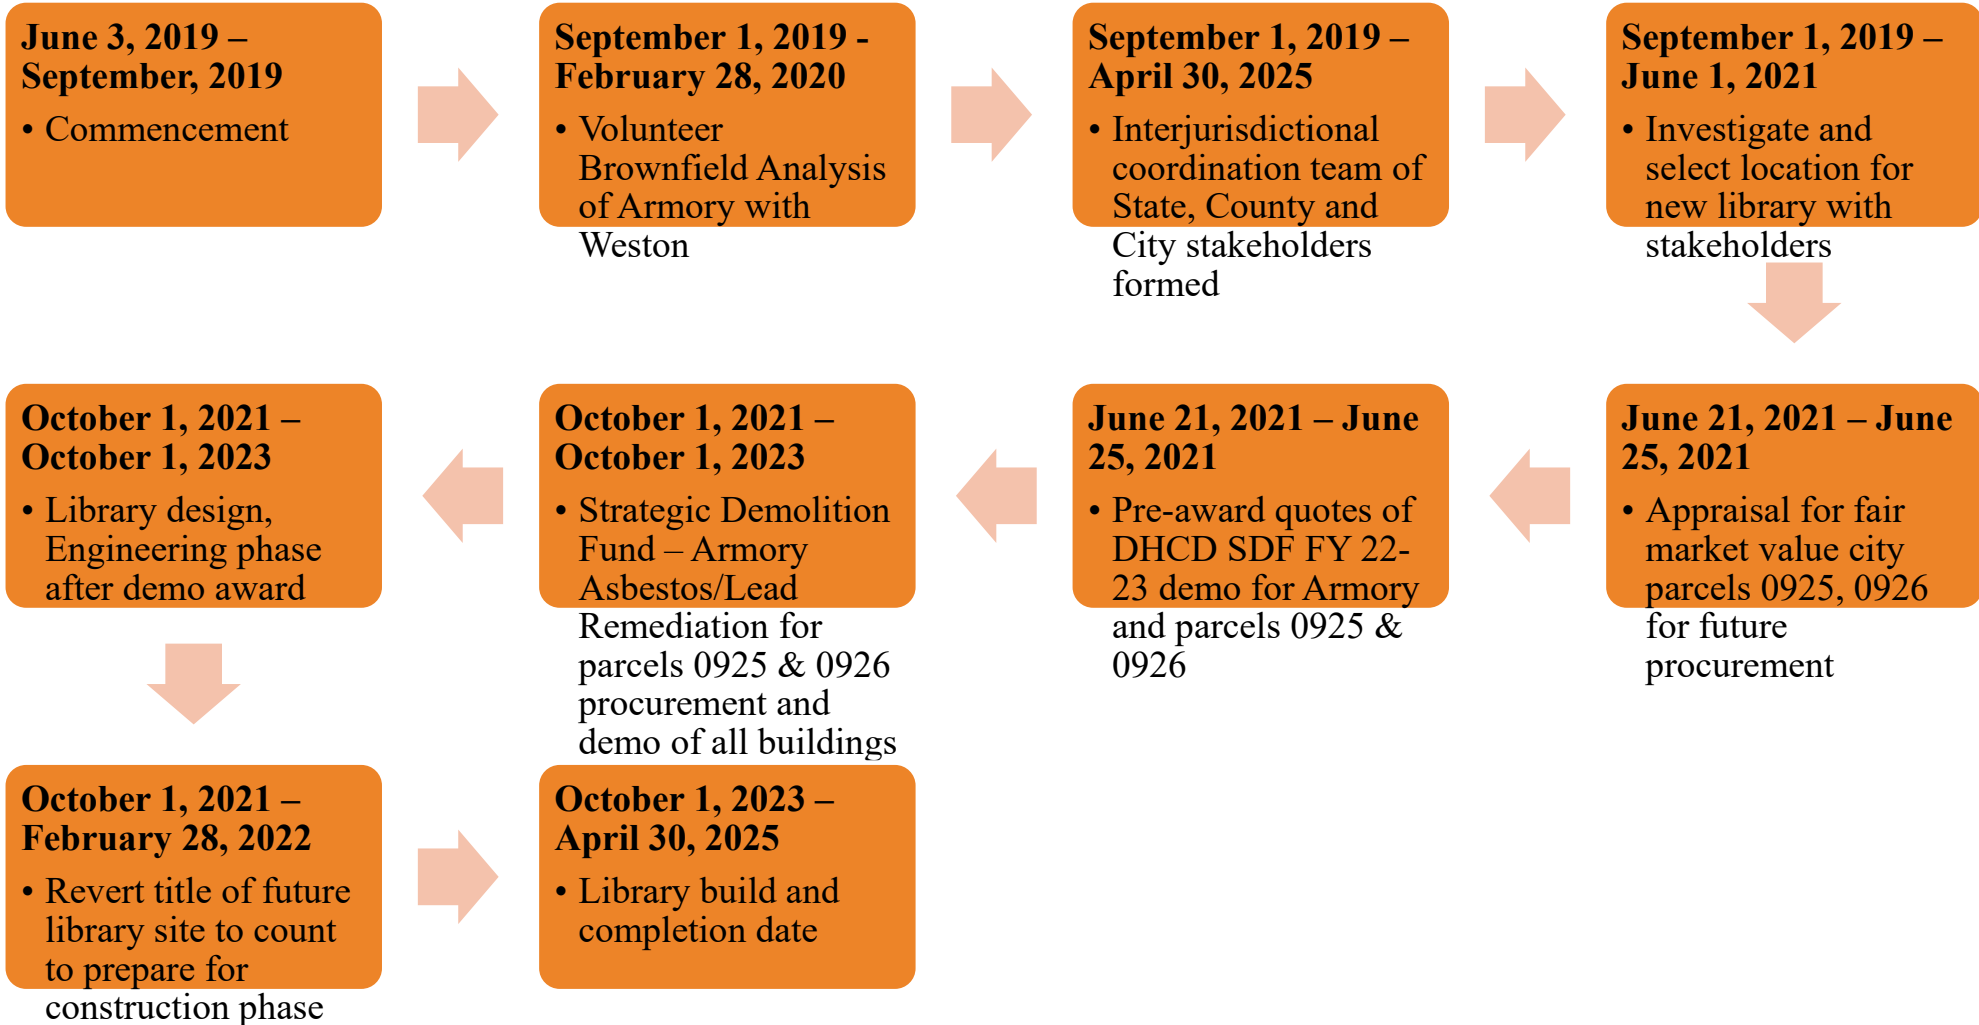 June 3, 2019 –
September, 2019
• Commencement
September 1, 2019 -
February 28, 2020
• Volunteer
Brownfield Analysis
of Armory with
Weston
September 1, 2019 –
April 30, 2025
• Interjurisdictional
coordination team of
State, County and
City stakeholders
formed
September 1, 2019 –
June 1, 2021
• Investigate and
select location for
new library with
stakeholders
June 21, 2021 – June
25, 2021
• Appraisal for fair
market value city
parcels 0925, 0926
for future
procurement
June 21, 2021 – June
25, 2021
• Pre-award quotes of
DHCD SDF FY 22-
23 demo for Armory
and parcels 0925 &
0926
October 1, 2021 –
October 1, 2023
• Strategic Demolition
Fund – Armory
Asbestos/Lead
Remediation for
parcels 0925 & 0926
procurement and
demo of all buildings
October 1, 2021 –
October 1, 2023
• Library design,
Engineering phase
after demo award
October 1, 2021 –
February 28, 2022
• Revert title of future
library site to count
to prepare for
construction phase
October 1, 2023 –
April 30, 2025
• Library build and
completion date